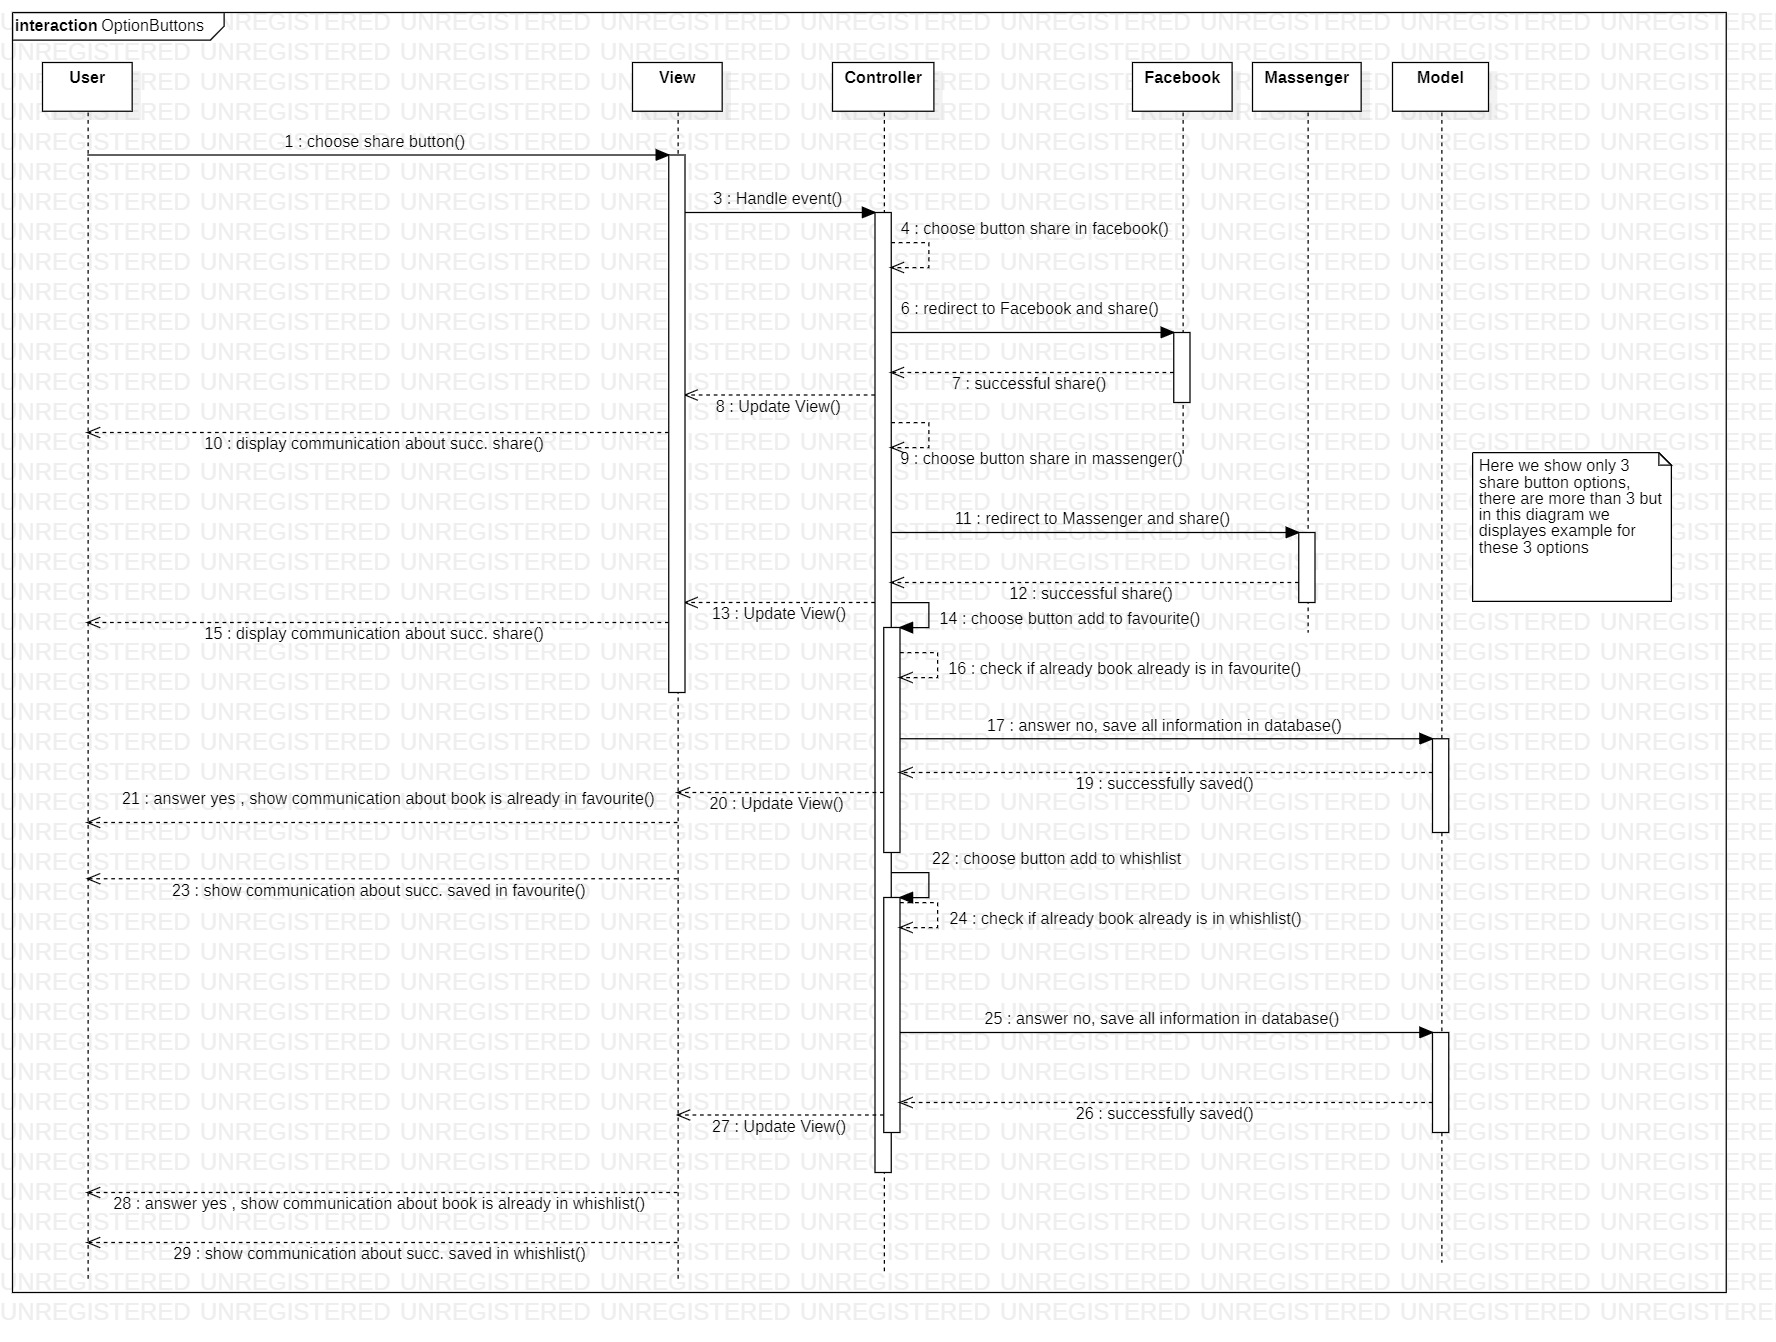 interaction OptionButtons
User
View
Controller
Facebook
Massenger
Model
1 : choose share button()
3 : Handle event()
4 : choose button share in facebook()
6 : redirect to Facebook and share()
7 : successful share()
8 : Update View()
10 : display communication about succ. share()
9 : choose button share in massenger()
Here we show only 3
share button options,
there are more than 3 but
in this diagram we
displayes example for
these 3 options
11 : redirect to Massenger and share()
12 : successful share()
13 : Update View()
14 : choose button add to favourite()
15 : display communication about succ. share()
16 : check if already book already is in favourite()
17 : answer no, save all information in database()
19 : successfully saved()
21 : answer yes , show communication about book is already in favourite()
20 : Update View()
22 : choose button add to whishlist
23 : show communication about succ. saved in favourite()
24 : check if already book already is in whishlist()
25 : answer no, save all information in database()
26 : successfully saved()
27 : Update View()
28 : answer yes , show communication about book is already in whishlist()
29 : show communication about succ. saved in whishlist()
UNREGISTERED